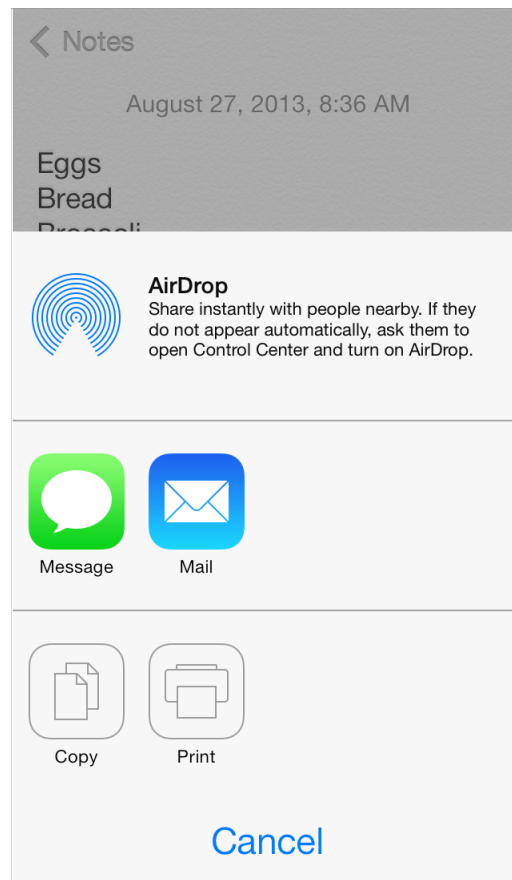 Notes
August 27, 2013, 8:36 AM
Eggs
Bread
Broccoli
AirDrop
Share instantly with people nearby. If they
do not appear automatically, ask them to
open Control Center and turn on AirDrop.
Message
Mail
Copy
Print
Cancel